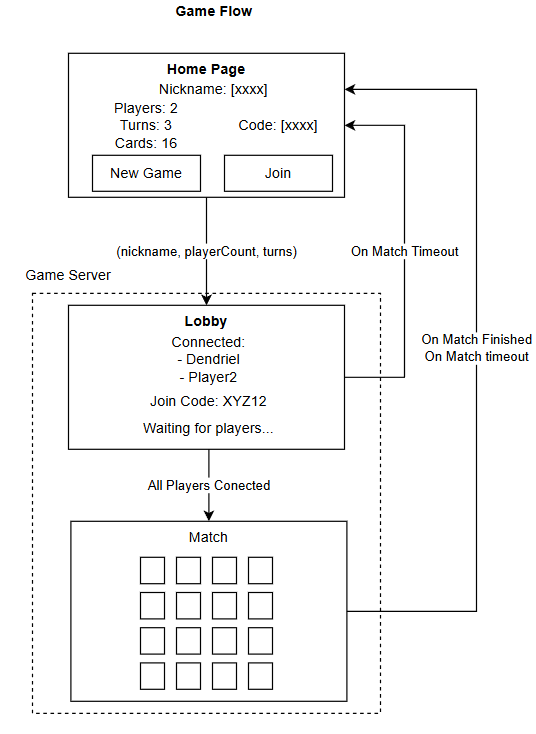 Game Flow
Home Page
Nickname: [xxxx]
Players: 2
Turns: 3
Cards: 16
Code: [xxxx]
New Game
Join
(nickname, playerCount, turns)
On Match Timeout
Game Server
Lobby
Connected:
- Dendriel
- Player2
Join Code: XYZ12
Waiting for players...
On Match Finished
On Match timeout
All Players Conected
Match